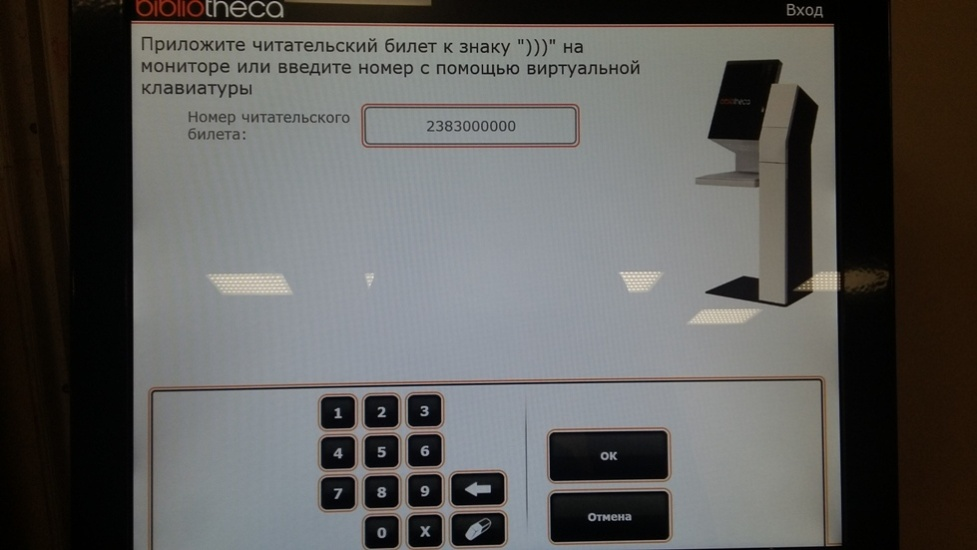 bibliotheca
Вход
Приложите читательский билет к знаку ")))" на
мониторе или введите номер с помощью виртуальной
клавиатуры
Номер читательского
билета:
2383000000
bibliotheca
1 2 3
4 5 6
7 8 9
0 X
ОК
Отмена